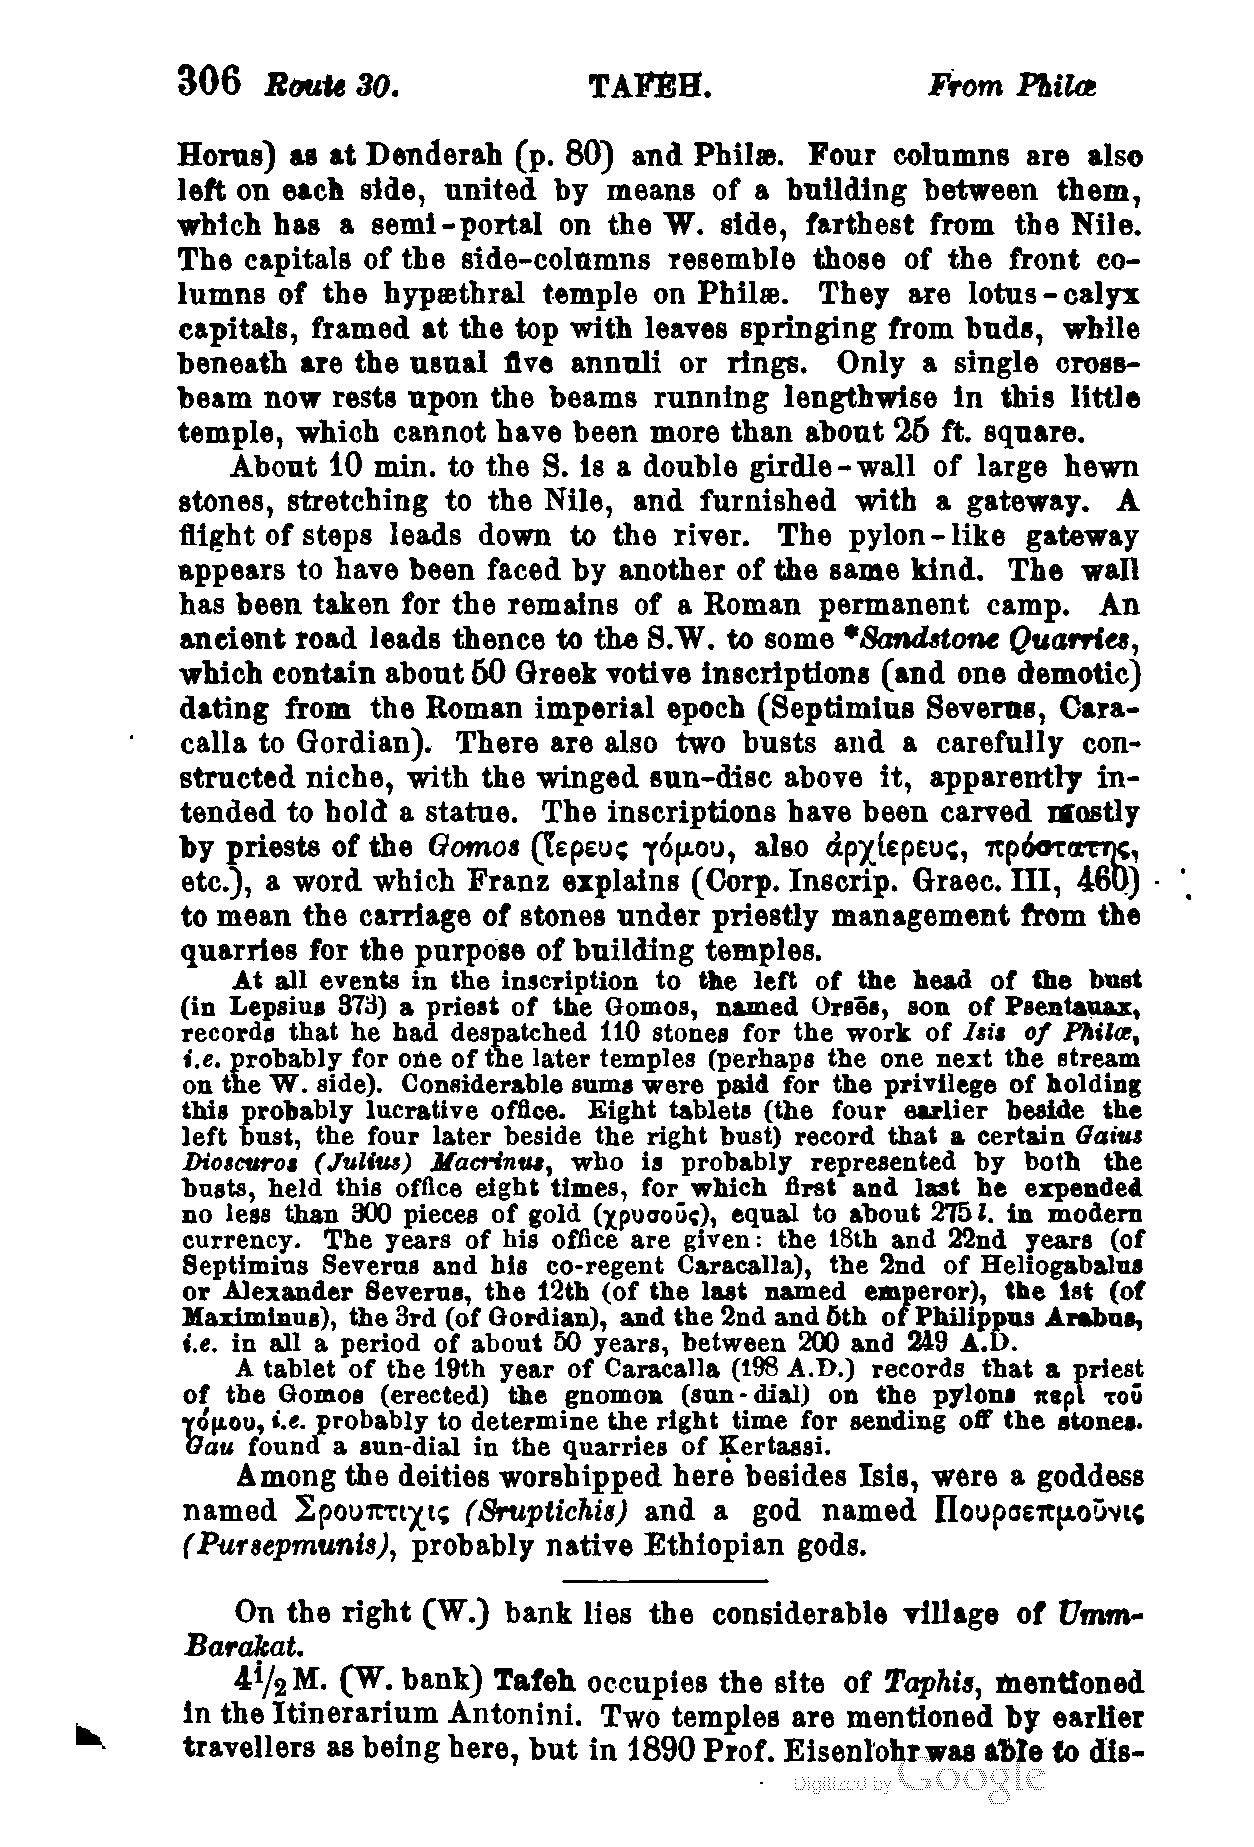 306 Route 30. TAFEH. From Philæ
Horus) as at Denderah (p. 80) and Philæ. Four columns are also
left on each side, united by means of a building between them,
which has a semi-portal on the W. side, farthest from the Nile.
The capitals of the side-columns resemble those of the front co-
lumns of the hypæthral temple on Philæ. They are lotus-calyx
capitals, framed at the top with leaves springing from buds, while
beneath are the usual five annuli or rings. Only a single cross-
beam now rests upon the beams running lengthwise in this little
temple, which cannot have been more than about 25 ft. square.
About 10 min. to the S. is a double girdle-wall of large hewn
stones, stretching to the Nile, and furnished with a gateway. A
flight of steps leads down to the river. The pylon-like gateway
appears to have been faced by another of the same kind. The wall
has been taken for the remains of a Roman permanent camp. An
ancient road leads thence to the S.W. to some *Sandstone Quarries,
which contain about 50 Greek votive inscriptions (and one demotic)
dating from the Roman imperial epoch (Septimius Severus, Cara-
calla to Gordian). There are also two busts and a carefully con-
structed niche, with the winged sun-disc above it, apparently in-
tended to hold a statue. The inscriptions have been carved mostly
by priests of the Gomos (ἵερευς γόμου, also ἀρχίερευς, πρόστατης,
etc.), a word which Franz explains (Corp. Inscrip. Graec. III, 460)
to mean the carriage of stones under priestly management from the
quarries for the purpose of building temples.
At all events in the inscription to the left of the head of the bust
(in Lepsius 373) a priest of the Gomos, named Orsēs, son of Psentauax,
records that he had despatched 110 stones for the work of Isis of Philæ,
i.e. probably for one of the later temples (perhaps the one next the stream
on the W. side). Considerable sums were paid for the privilege of holding
this probably lucrative office. Eight tablets (the four earlier beside the
left bust, the four later beside the right bust) record that a certain Gaius
Dioscuros (Julius) Macrinus, who is probably represented by both the
busts, held this office eight times, for which first and last he expended
no less than 300 pieces of gold (χρυσοῦς), equal to about 275 l. in modern
currency. The years of his office are given: the 18th and 22nd years (of
Septimius Severus and his co-regent Caracalla), the 2nd of Heliogabalus
or Alexander Severus, the 12th (of the last named emperor), the 1st (of
Maximinus), the 3rd (of Gordian), and the 2nd and 5th of Philippus Arabus,
i.e. in all a period of about 50 years, between 200 and 249 A.D.
A tablet of the 19th year of Caracalla (198 A.D.) records that a priest
of the Gomos (erected) the gnomon (sun-dial) on the pylons περὶ τοῦ
γόμου, i.e. probably to determine the right time for sending off the stones.
Gau found a sun-dial in the quarries of Ḳertassi.
Among the deities worshipped here besides Isis, were a goddess
named Σρουπτιχις (Sruptichis) and a god named Πουρσεπμοῦνις
(Pursepmunis), probably native Ethiopian gods.
On the right (W.) bank lies the considerable village of Umm-
Barakat.
4½ M. (W. bank) Tafeh occupies the site of Taphis, mentioned
in the Itinerarium Antonini. Two temples are mentioned by earlier
travellers as being here, but in 1890 Prof. Eisenlohr was able to dis-
Digitized by Google